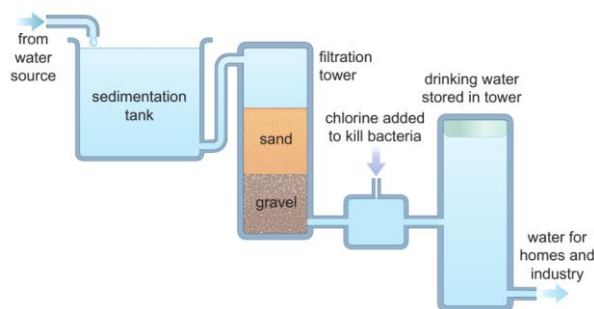 from
water
source
sedimentation
tank
filtration
tower
sand
gravel
chlorine added
to kill bacteria
drinking water
stored in tower
water for
homes and
industry